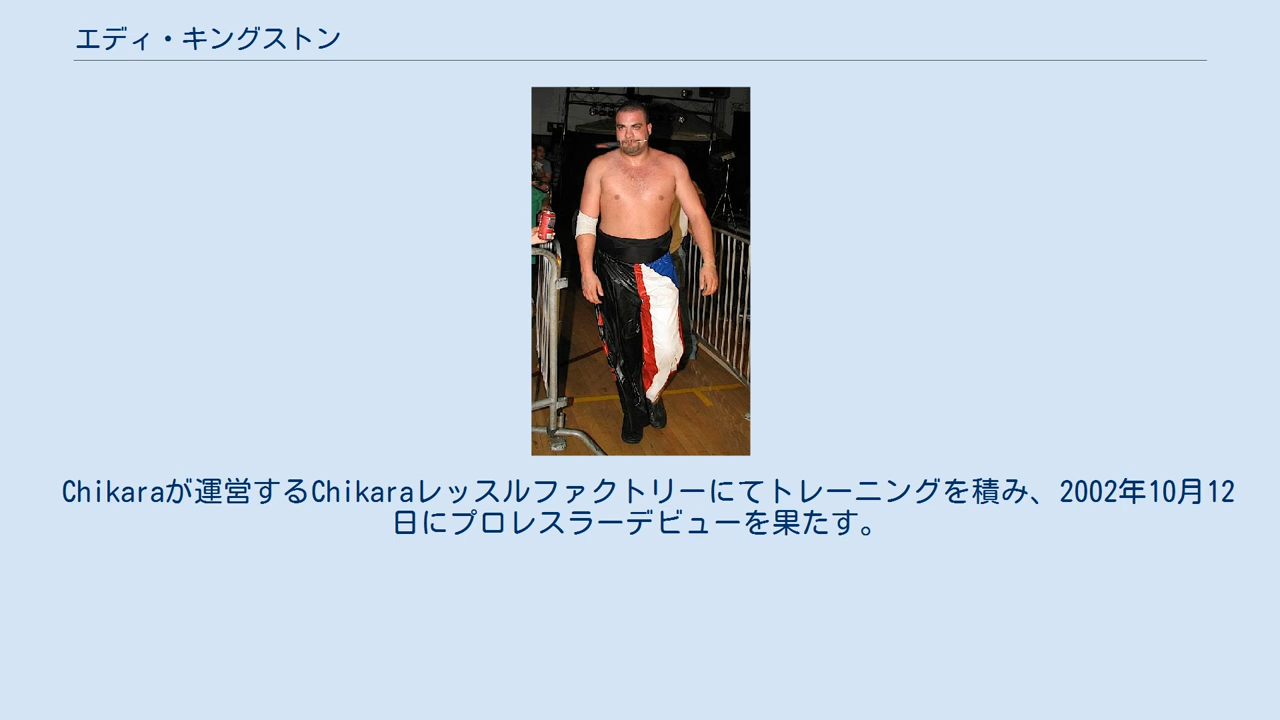 エディ・キングストン
Chikaraが運営するChikaraレッスルファクトリーにてトレーニングを積み、2002年10月12
日にプロレスラーデビューを果たす。